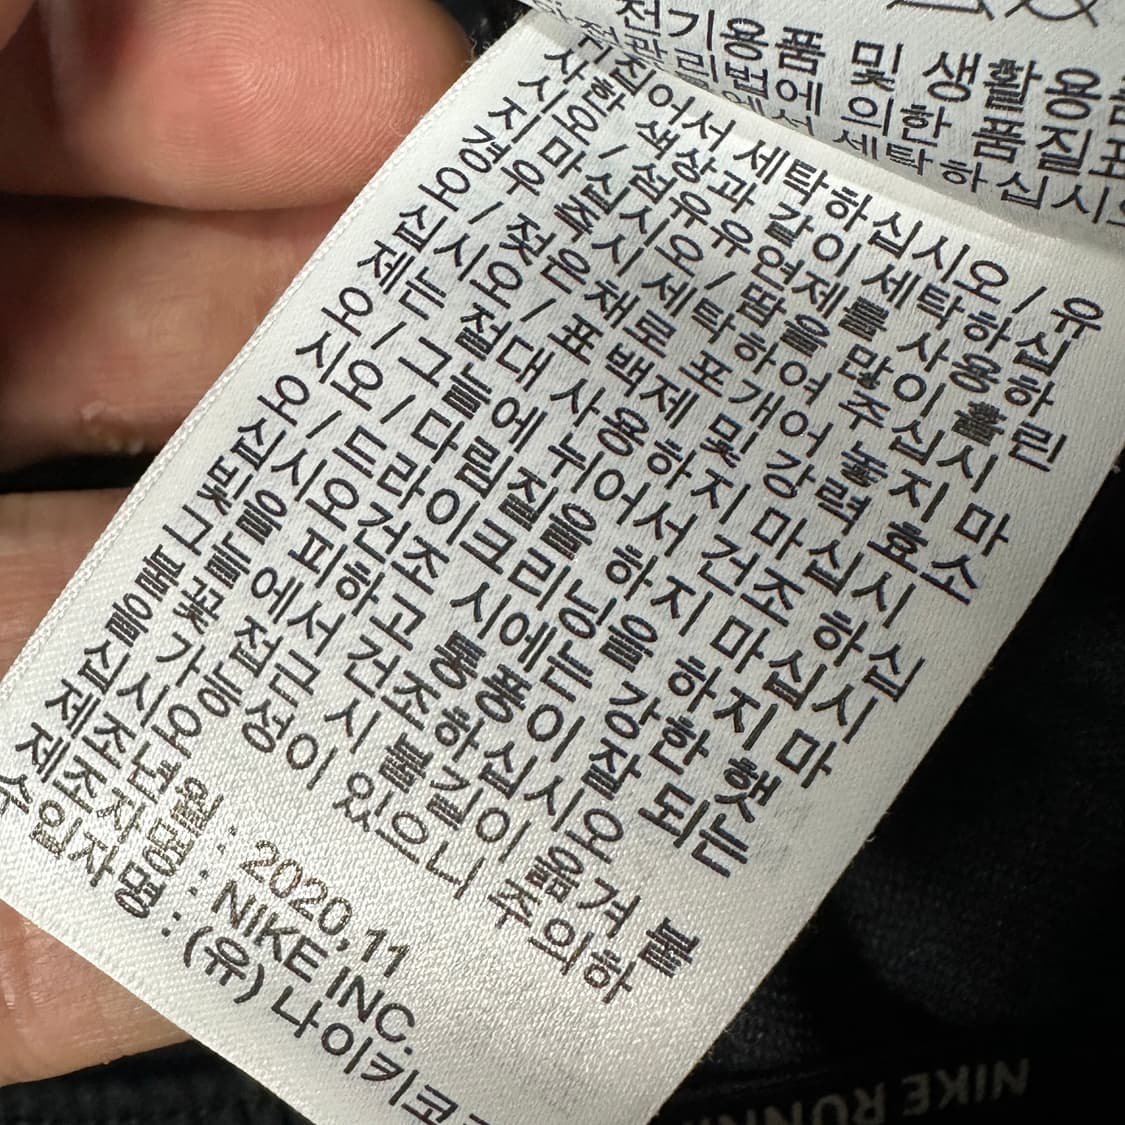 전기용품 및 생활용
전관리법에 의한 품질표
세탁하십시오
뒤집어서 세탁하십시오 / 유
사한 색상과 같이 세탁하십
시오 / 섬유유연제를 사용하
지 마십시오 / 땀을 많이 흘린
경우 즉시 세탁하여 주십시
오 / 젖은채로 포개어 놓지 마
십시오 / 표백제 및 강력 효소
제는 절대 사용하지 마십시
오 / 그늘에 누어서 건조 하십
시오 / 다림질을 하지 마십시
오 / 드라이크리닝을 하지 마
십시오 건조 시에는 강한 햇
빛을 피하고 통풍이 잘 되는
그늘에서 건조하십시오
불꽃 접근 시 불길이 옮겨 붙
을 가능성이 있으니 주의하
십시오
제조년월 : 2020,11
제조자명 : NIKE INC.
수입자명 : (유) 나이키코
NIKE